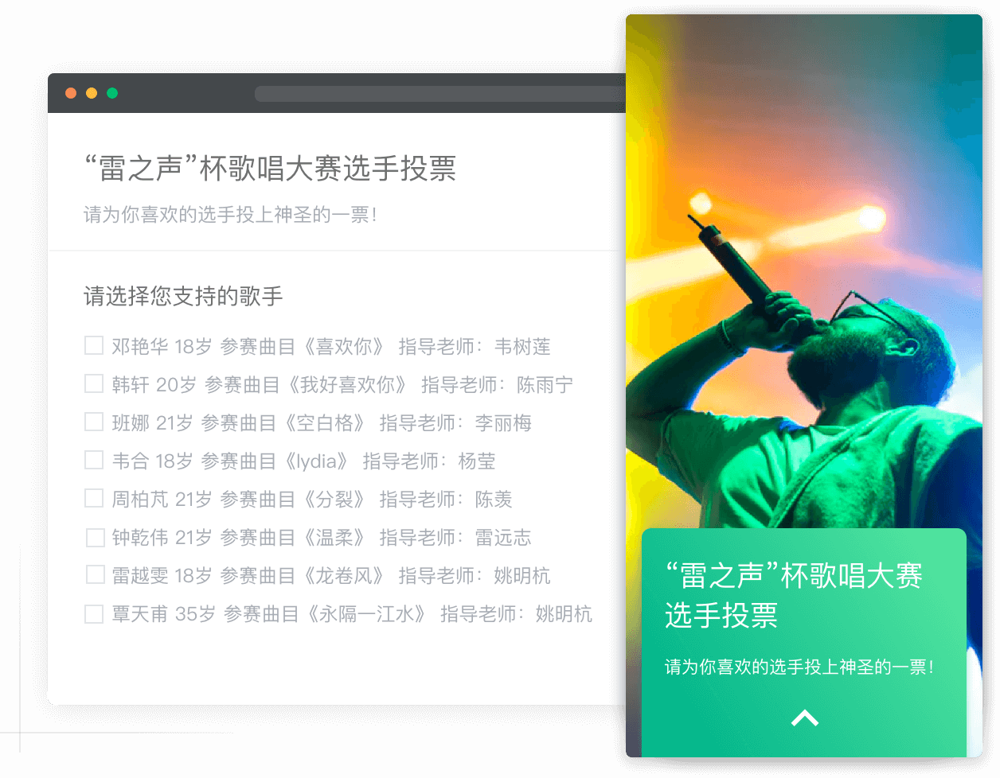 “雷之声”杯歌唱大赛选手投票
请为你喜欢的选手投上神圣的一票！
请选择您支持的歌手
邓艳华 18岁 参赛曲目《喜欢你》 指导老师：韦树莲
韩轩 20岁 参赛曲目《我好喜欢你》 指导老师：陈雨宁
班娜 21岁 参赛曲目《空白格》 指导老师：李丽梅
韦合 18岁 参赛曲目《lydia》 指导老师：杨莹
周柏芃 21岁 参赛曲目《分裂》 指导老师：陈羡
钟乾伟 21岁 参赛曲目《温柔》 指导老师：雷远志
雷越雯 18岁 参赛曲目《龙卷风》 指导老师：姚明杭
覃天甫 35岁 参赛曲目《永隔一江水》 指导老师：姚明杭
“雷之声”杯歌唱大赛
选手投票
请为你喜欢的选手投上神圣的一票！